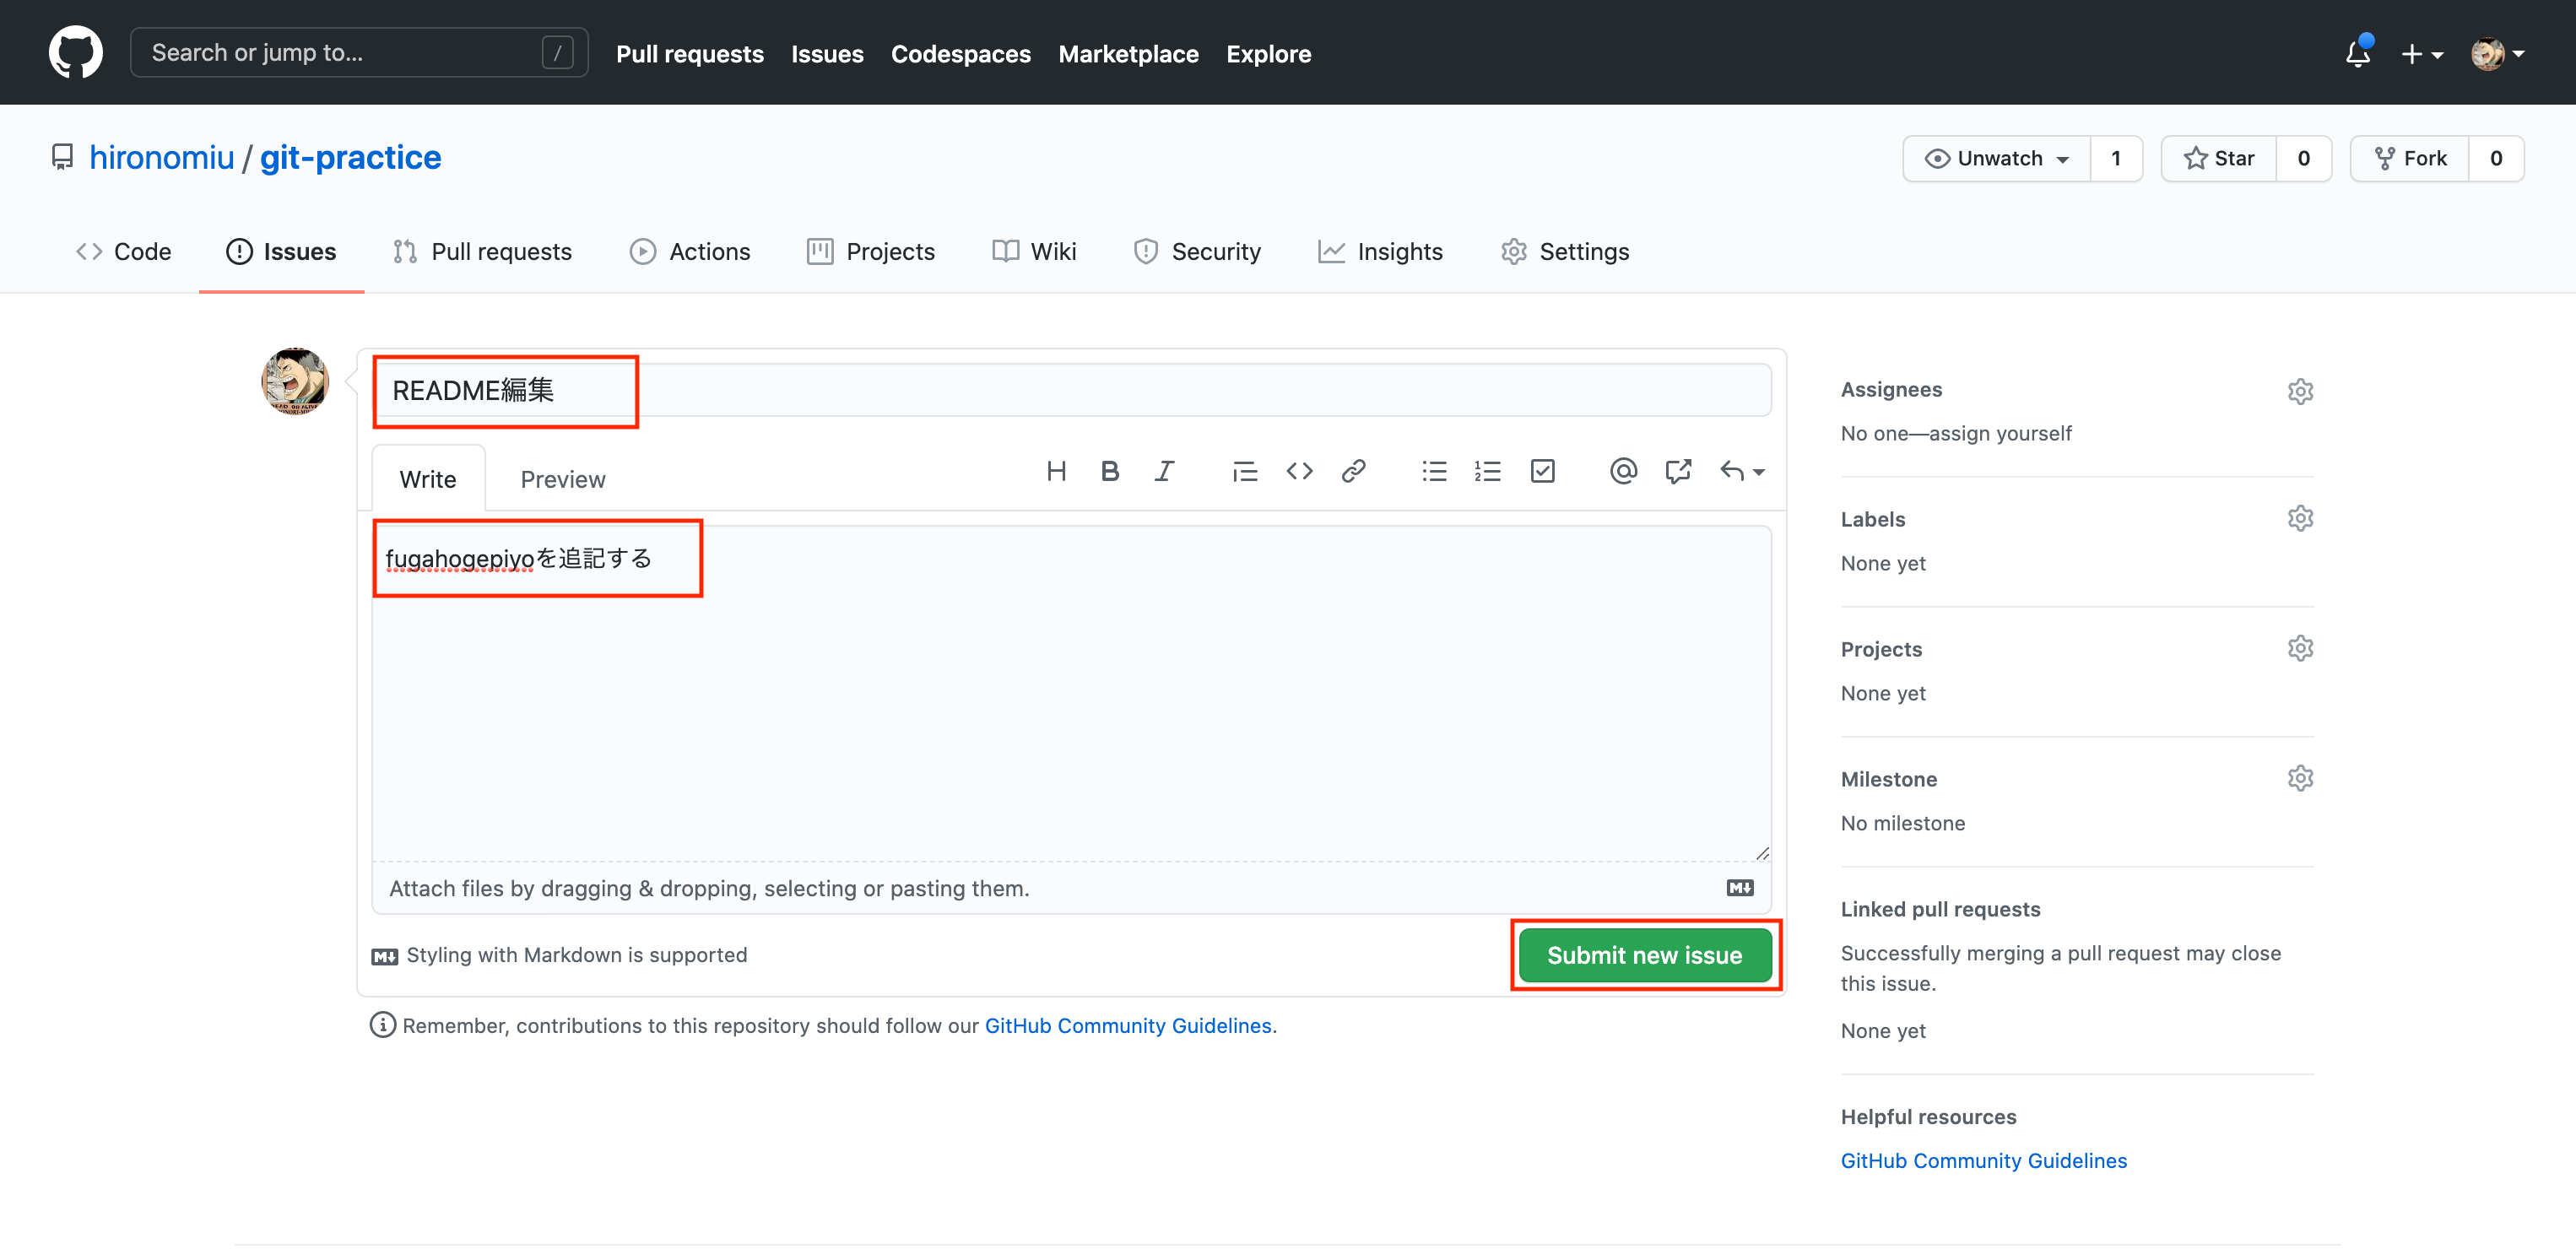 Search or jump to... /
Pull requests Issues Codespaces Marketplace Explore
hironomiu / git-practice
Unwatch 1 Star 0 Fork 0
Code Issues Pull requests Actions Projects Wiki Security Insights Settings
README編集
Write Preview
fugahogepiyoを追記する
Attach files by dragging & dropping, selecting or pasting them.
Styling with Markdown is supported
Submit new issue
Remember, contributions to this repository should follow our GitHub Community Guidelines.
Assignees
No one—assign yourself
Labels
None yet
Projects
None yet
Milestone
No milestone
Linked pull requests
Successfully merging a pull request may close
this issue.
None yet
Helpful resources
GitHub Community Guidelines